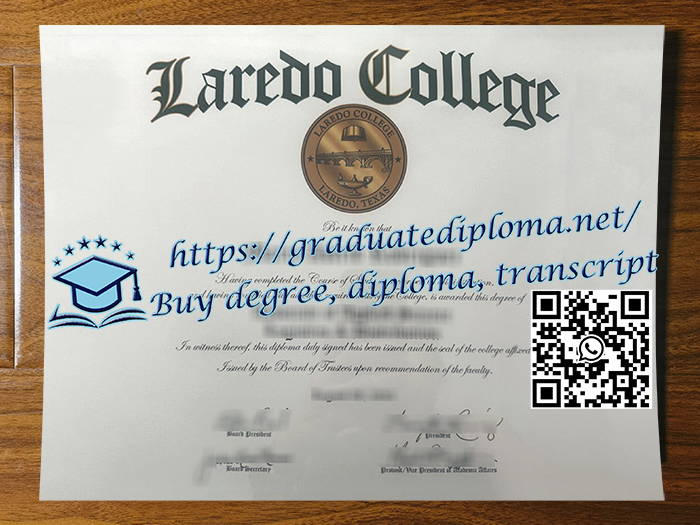 Laredo College
LAREDO COLLEGE
LAREDO, TEXAS
Be it known that
https://graduatediploma.net/
Having completed the Course of
Buy degree, diploma, transcript
College, is awarded this degree of
In witness thereof, this diploma duly signed has been issued and the seal of the college affixed
Issued by the Board of Trustees upon recommendation of the faculty.
Board President
President
Board Secretary
Provost/Vice President of Academic Affairs